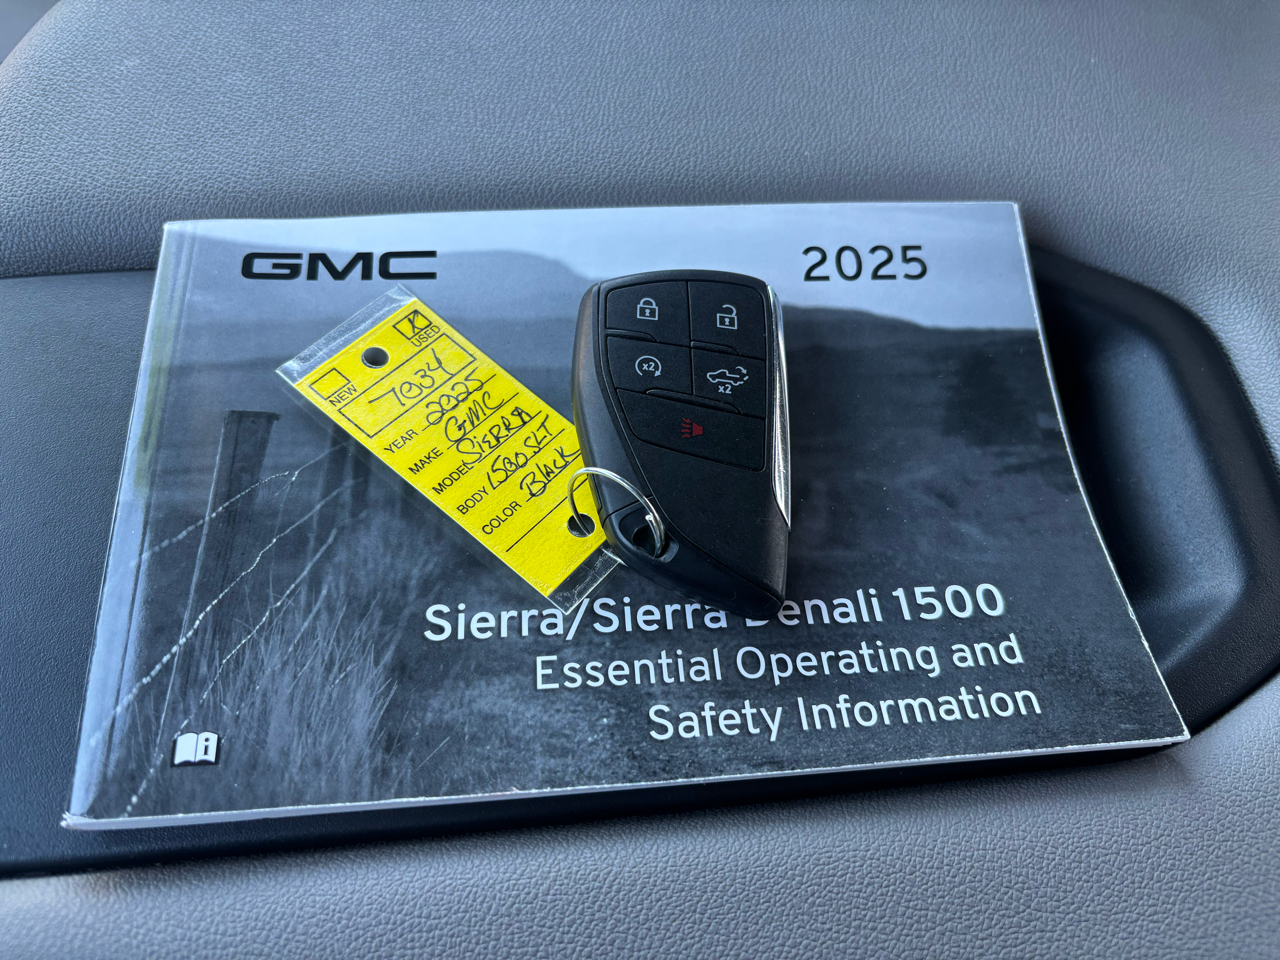 GMC
2025
NEW
USED
7034
YEAR 2025
MAKE GMC
MODEL SIERRA
BODY 1500 SLT
COLOR BLACK
x2
x2
Sierra/Sierra Denali 1500
Essential Operating and
Safety Information
i